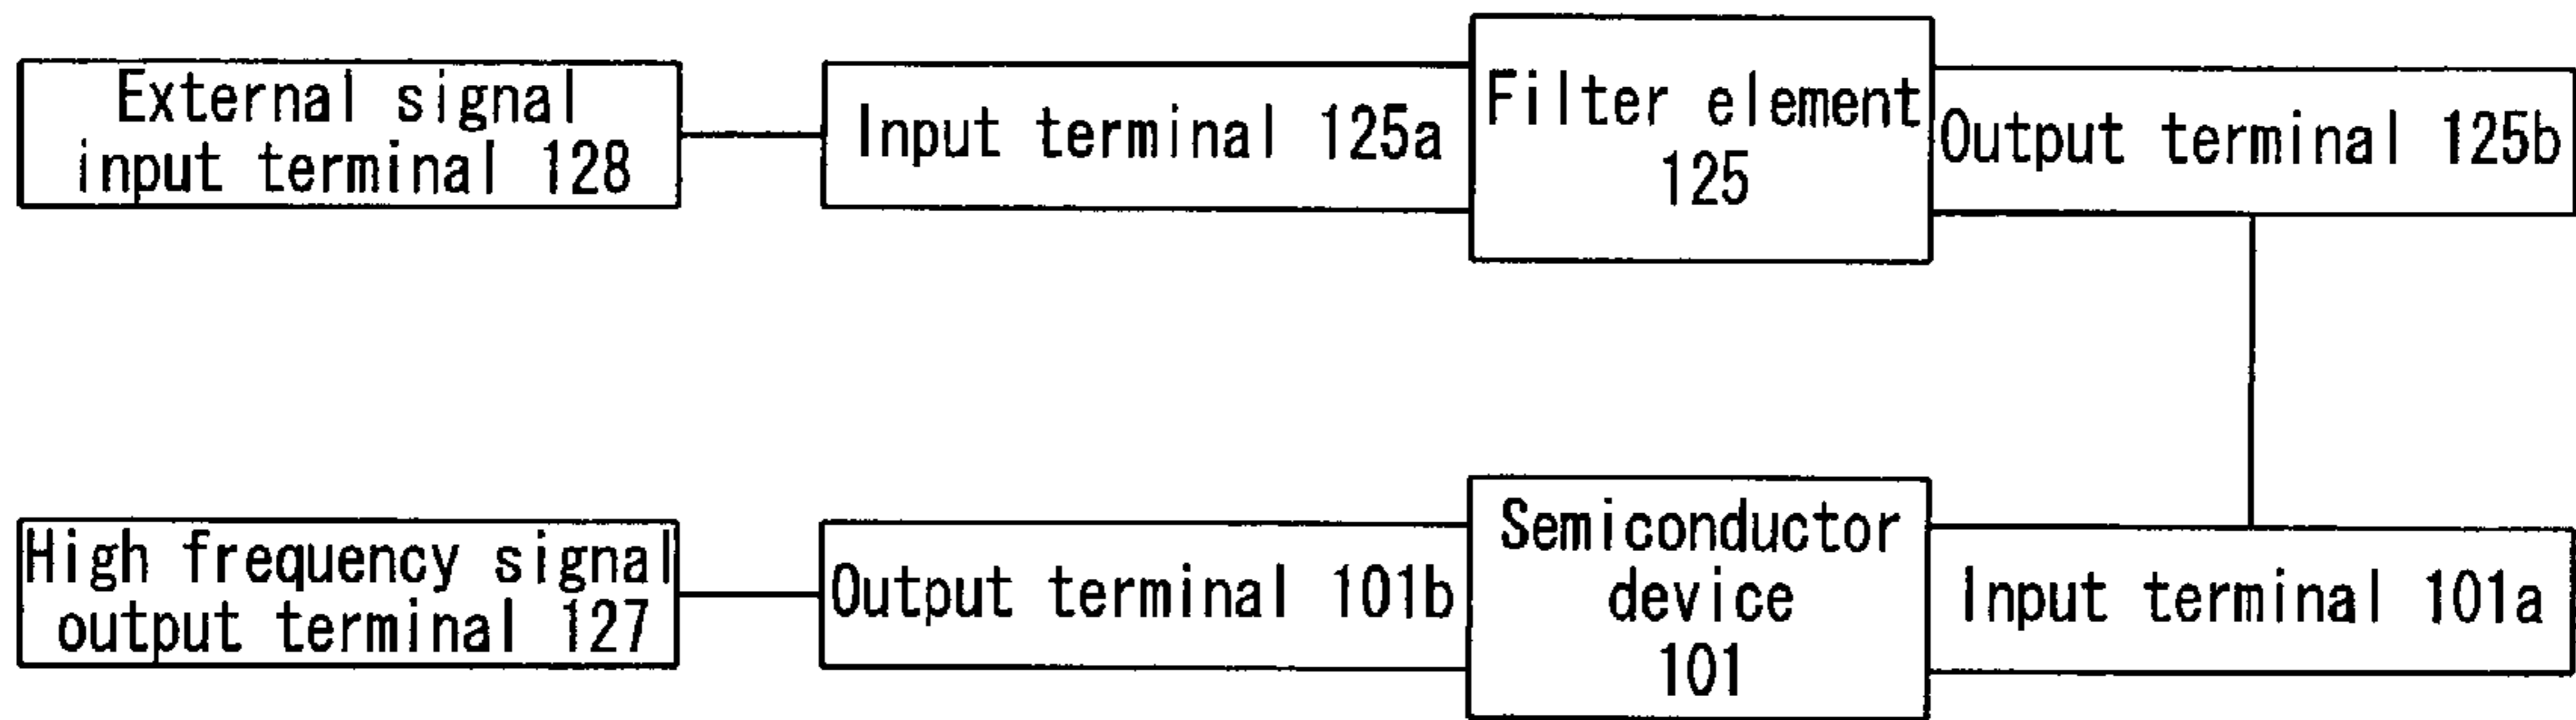 External signal
input terminal 128
Input terminal 125a
Filter element
125
Output terminal 125b
High frequency signal
output terminal 127
Output terminal 101b
Semiconductor
device
101
Input terminal 101a